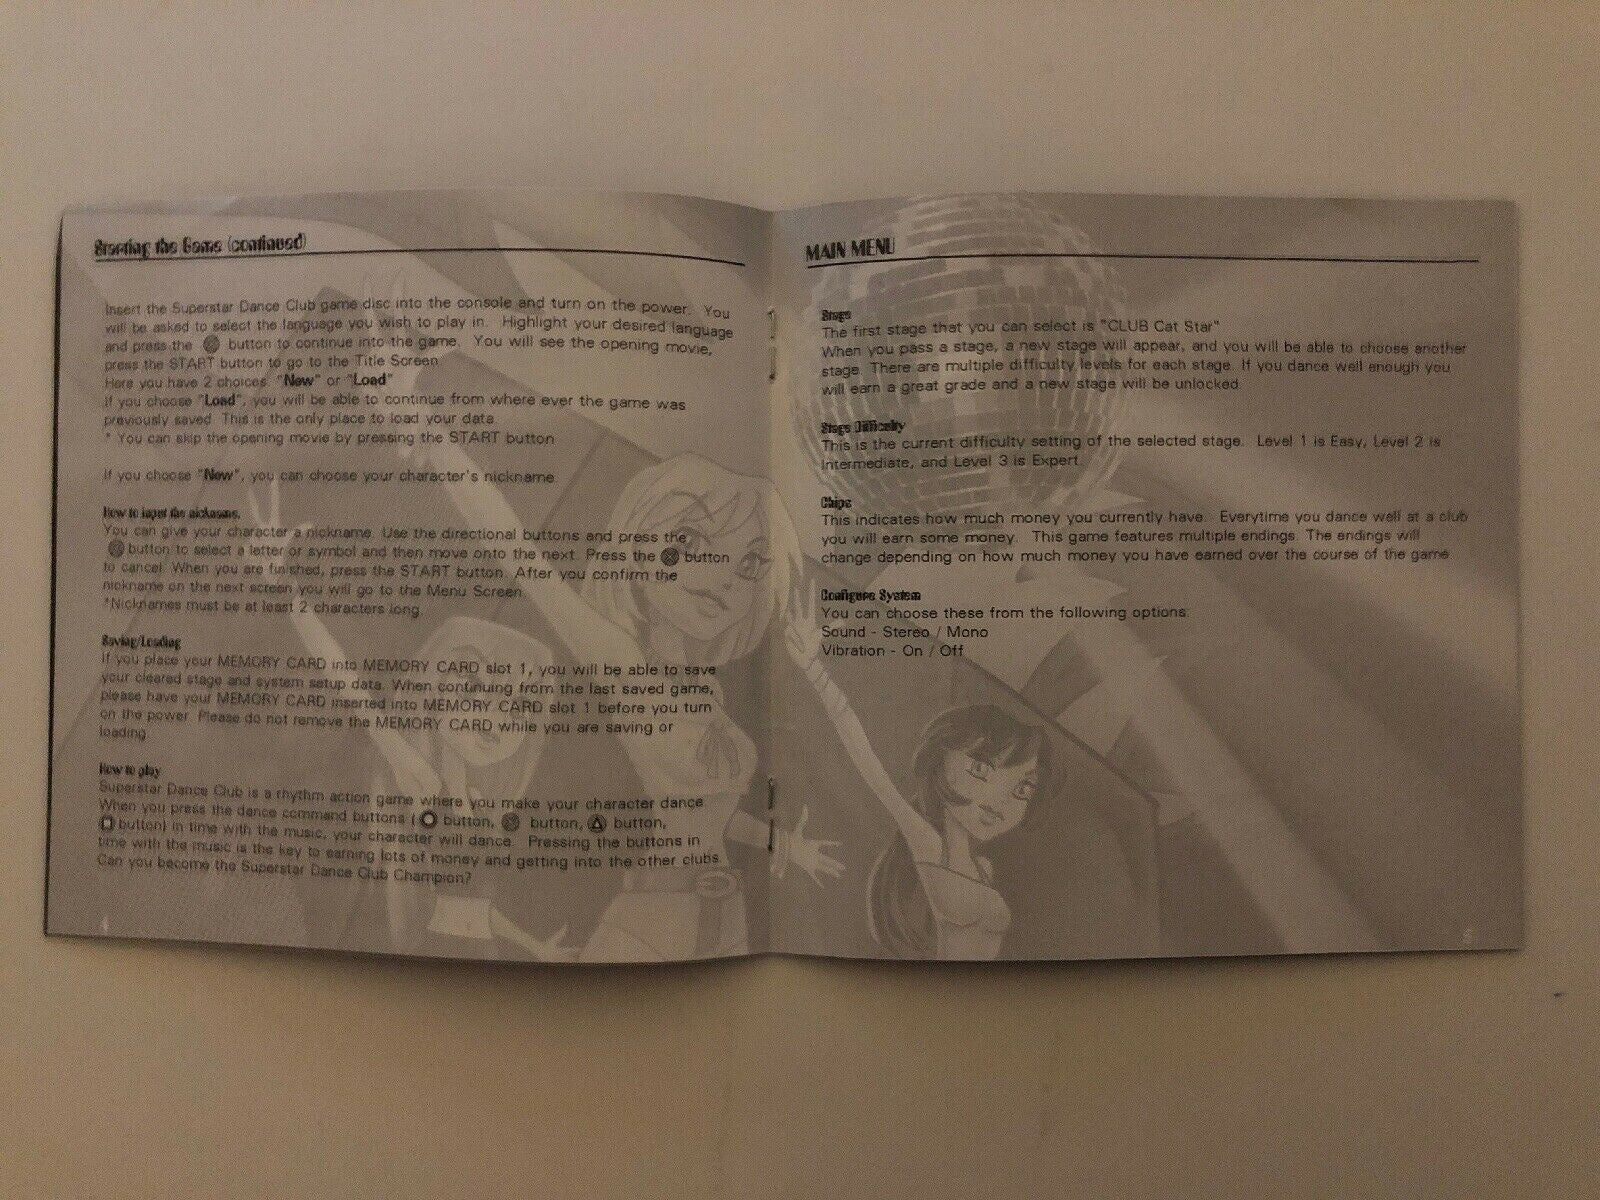 Starting the Game (continued)
Insert the Superstar Dance Club game disc into the console and turn on the power. You
will be asked to select the language you wish to play in. Highlight your desired language
and press the button to continue into the game. You will see the opening movie,
press the START button to go to the Title Screen
Here you have 2 choices "New" or "Load"
If you choose "Load", you will be able to continue from where ever the game was
previously saved This is the only place to load your data
* You can skip the opening movie by pressing the START button
If you choose "New", you can choose your character's nickname.
How to input the nickname.
You can give your character a nickname. Use the directional buttons and press the
button to select a letter or symbol and then move onto the next. Press the button
to cancel. When you are finished, press the START button. After you confirm the
nickname on the next screen you will go to the Menu Screen.
*Nicknames must be at least 2 characters long.
Saving/Loading
If you place your MEMORY CARD into MEMORY CARD slot 1, you will be able to save
your cleared stage and system setup data. When continuing from the last saved game,
please have your MEMORY CARD inserted into MEMORY CARD slot 1 before you turn
on the power. Please do not remove the MEMORY CARD while you are saving or
loading.
How to play
Superstar Dance Club is a rhythm action game where you make your character dance.
When you press the dance command buttons ( button, button, button,
button) in time with the music, your character will dance. Pressing the buttons in
time with the music is the key to earning lots of money and getting into the other clubs.
Can you become the Superstar Dance Club Champion?
4
MAIN MENU
Stage
The first stage that you can select is "CLUB Cat Star"
When you pass a stage, a new stage will appear, and you will be able to choose another
stage. There are multiple difficulty levels for each stage. If you dance well enough you
will earn a great grade and a new stage will be unlocked.
Stage Difficulty
This is the current difficulty setting of the selected stage. Level 1 is Easy, Level 2 is
Intermediate, and Level 3 is Expert.
Chips
This indicates how much money you currently have. Everytime you dance well at a club
you will earn some money. This game features multiple endings. The endings will
change depending on how much money you have earned over the course of the game.
Configure System
You can choose these from the following options.
Sound - Stereo / Mono
Vibration - On / Off
5